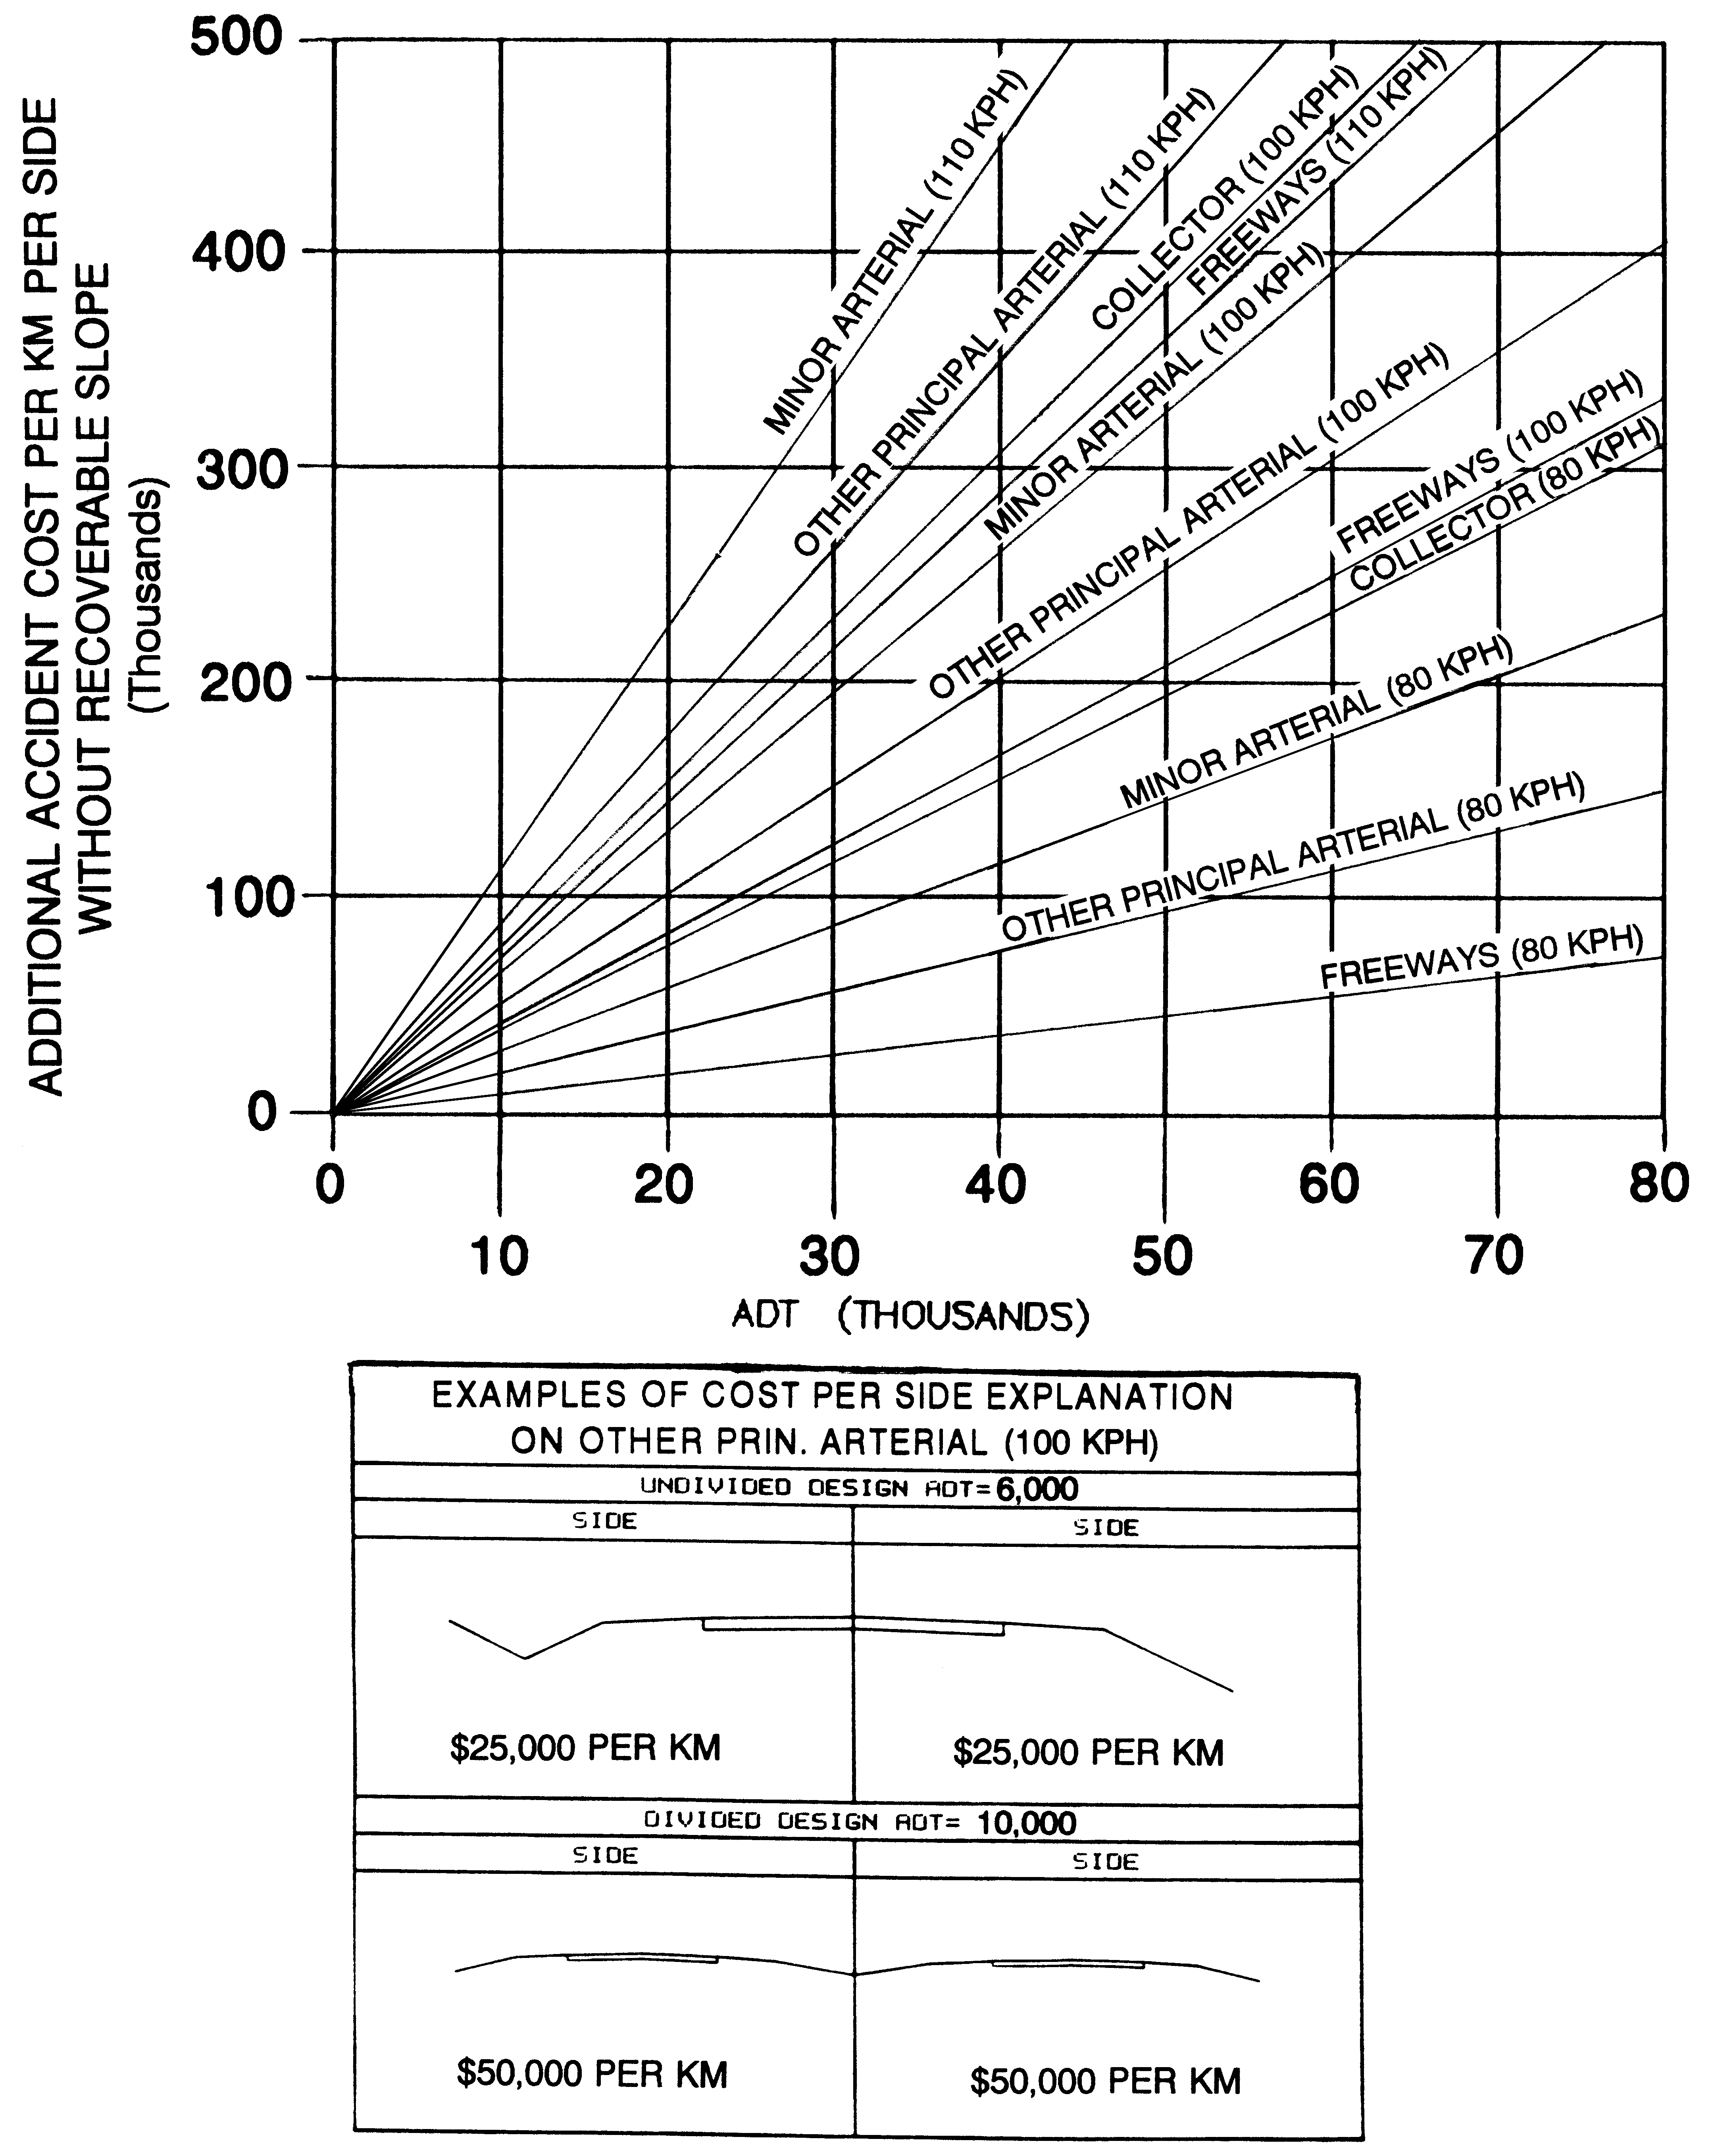 ADDITIONAL ACCIDENT COST PER KM PER SIDE
WITHOUT RECOVERABLE SLOPE
(Thousands)
500
400
300
200
100
0
MINOR ARTERIAL (110 KPH)
OTHER PRINCIPAL ARTERIAL (110 KPH)
COLLECTOR (100 KPH)
FREEWAYS (110 KPH)
MINOR ARTERIAL (100 KPH)
OTHER PRINCIPAL ARTERIAL (100 KPH)
FREEWAYS (100 KPH)
COLLECTOR (80 KPH)
MINOR ARTERIAL (80 KPH)
OTHER PRINCIPAL ARTERIAL (80 KPH)
FREEWAYS (80 KPH)
0 20 40 60 80
10 30 50 70
ADT (THOUSANDS)
EXAMPLES OF COST PER SIDE EXPLANATION
ON OTHER PRIN. ARTERIAL (100 KPH)
UNDIVIDED DESIGN ADT=6,000
SIDE SIDE
$25,000 PER KM $25,000 PER KM
DIVIDED DESIGN ADT= 10,000
SIDE SIDE
$50,000 PER KM $50,000 PER KM